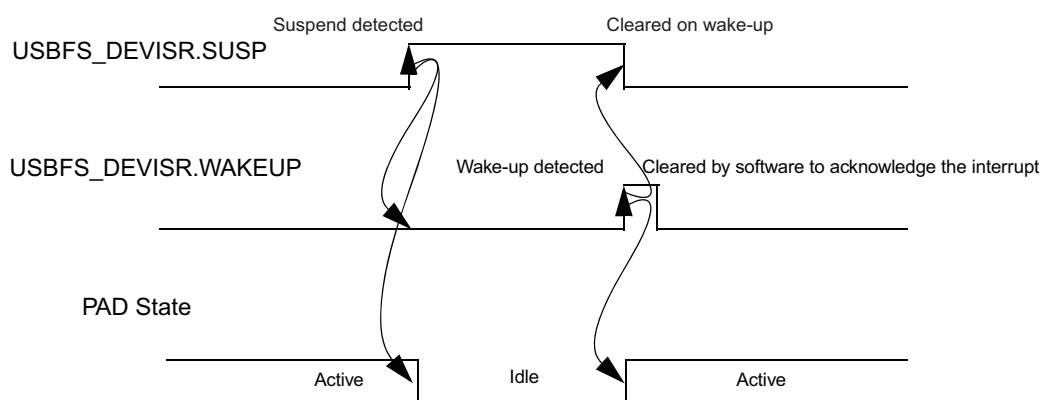 Suspend detected
Cleared on wake-up
USBFS_DEVISR.SUSP
USBFS_DEVISR.WAKEUP
Wake-up detected
Cleared by software to acknowledge the interrupt
PAD State
Active
Idle
Active